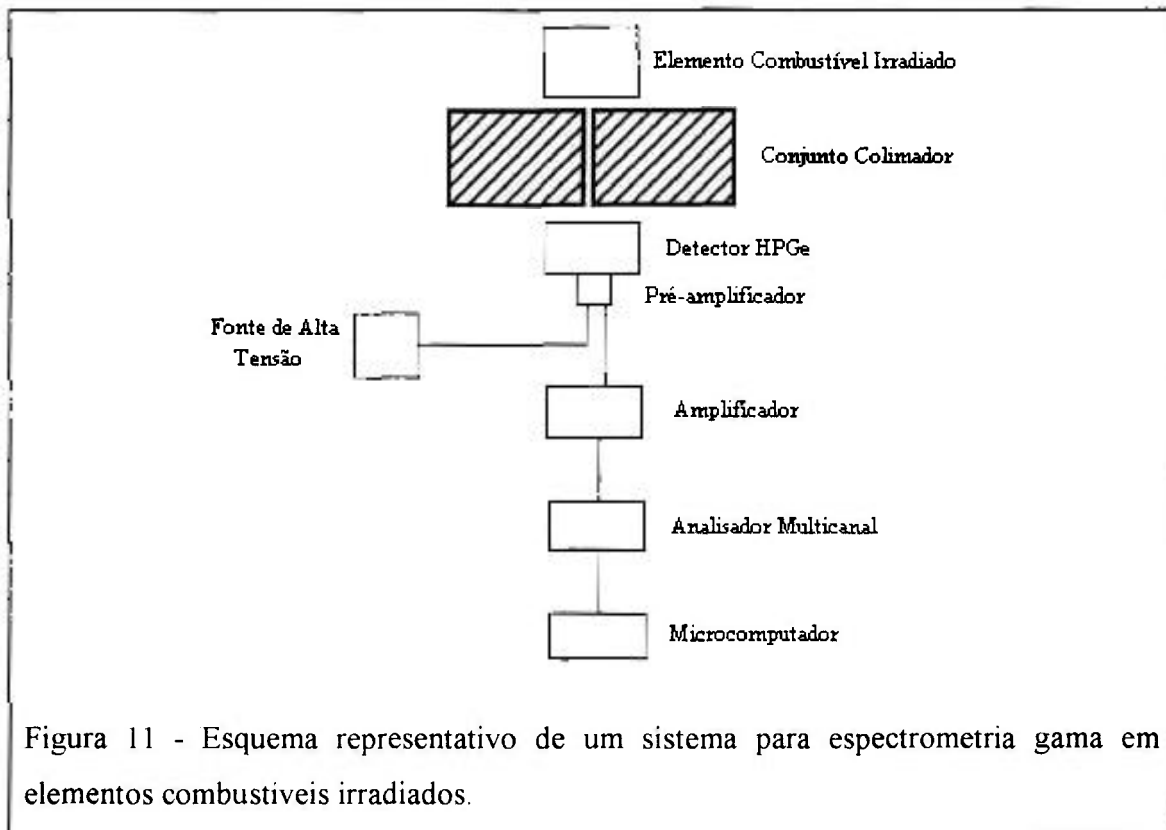 Elemento Combustível Irradiado
Conjunto Colimador
Detector HPGe
Pré-amplificador
Fonte de Alta
Tensão
Amplificador
Analisador Multicanal
Microcomputador
Figura 11 - Esquema representativo de um sistema para espectrometria gama em
elementos combustiveis irradiados.